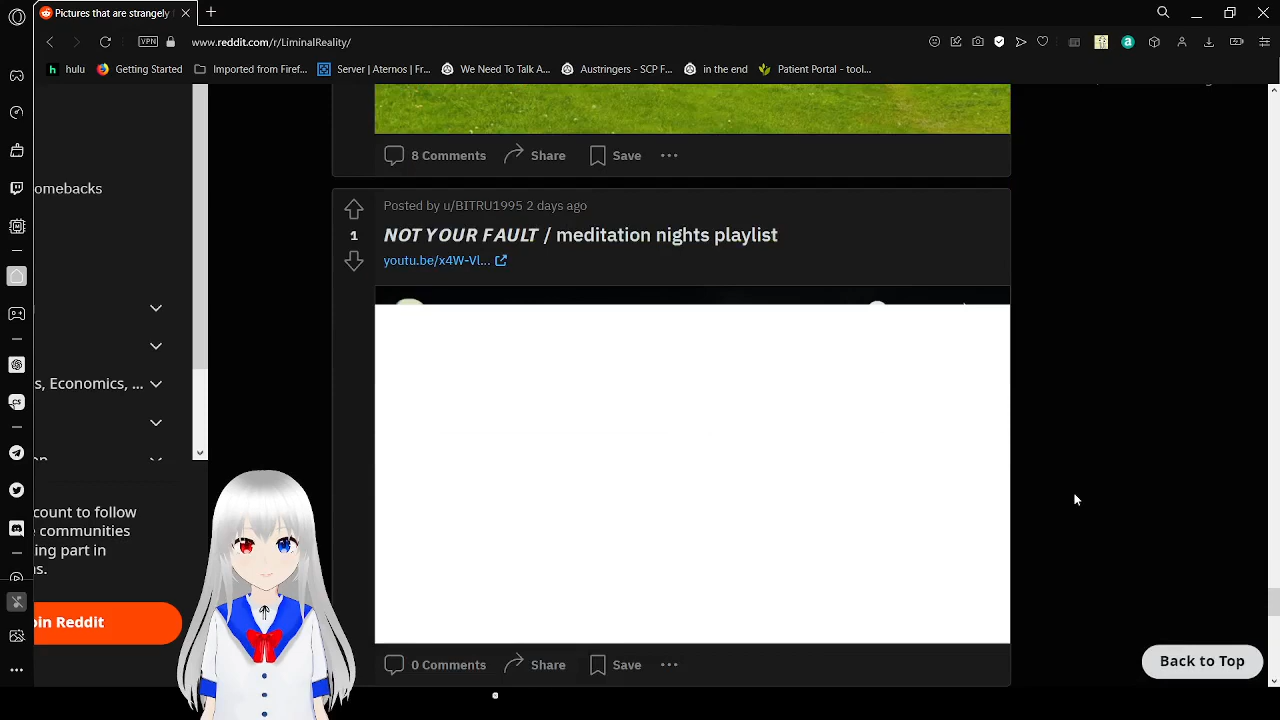 Pictures that are strangely
VPN
www.reddit.com/r/LiminalReality/
h hulu
Getting Started
Imported from Firef...
Server | Aternos | Fr...
We Need To Talk A...
Austringers - SCP F...
in the end
Patient Portal - tool...
omebacks
s, Economics, ...
count to follow
e communities
ing part in
s.
oin Reddit
8 Comments
Share
Save
Posted by u/BITRU1995 2 days ago
1
NOT YOUR FAULT / meditation nights playlist
youtu.be/x4W-Vl...
0 Comments
Share
Save
Back to Top